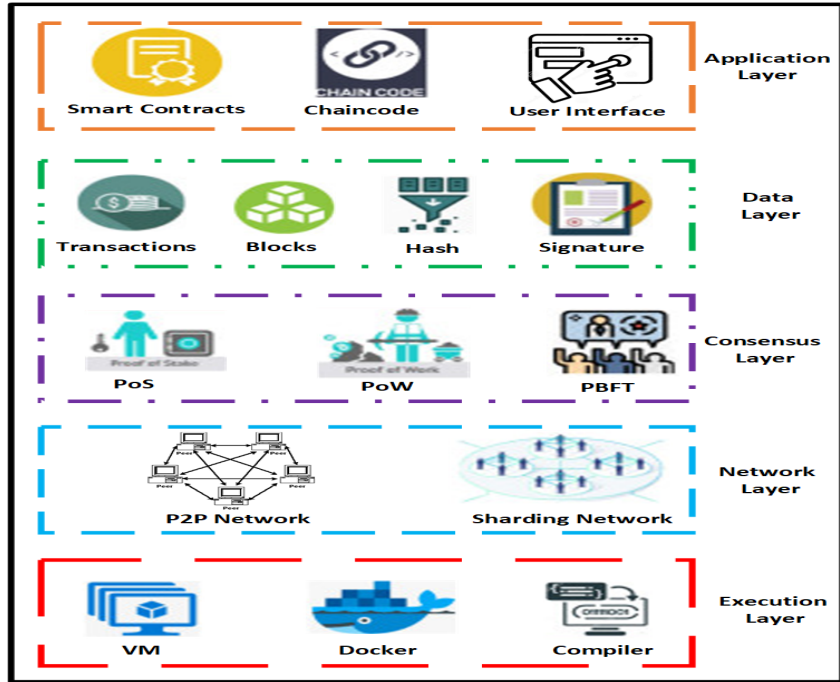 CHAIN CODE
Smart Contracts
Chaincode
User Interface
Application
Layer
Transactions
Blocks
Hash
Signature
Data
Layer
Proof of Stake
Proof of Work
PoS
PoW
PBFT
Consensus
Layer
Peer
Peer
Peer
Peer
Peer
P2P Network
Sharding Network
Network
Layer
VM
Docker
Compiler
Execution
Layer